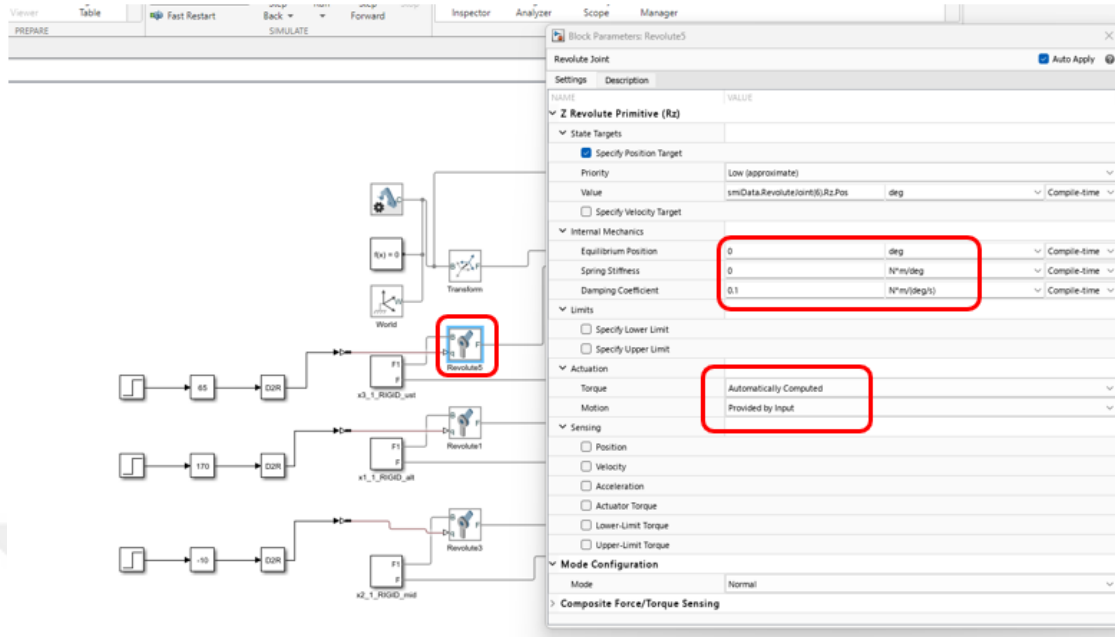 Viewer
Table
Fast Restart
Step
Back
Run
Step
Forward
Stop
Inspector
Analyzer
Scope
Manager
PREPARE
SIMULATE
Block Parameters: Revolute5
Revolute Joint
Auto Apply
Settings Description
NAME VALUE
Z Revolute Primitive (Rz)
State Targets
Specify Position Target
Priority Low (approximate)
Value smiData.RevoluteJoint(6).Rz.Pos deg Compile-time
Specify Velocity Target
Internal Mechanics
Equilibrium Position 0 deg Compile-time
Spring Stiffness 0 N*m/deg Compile-time
Damping Coefficient 0.1 N*m/(deg/s) Compile-time
Limits
Specify Lower Limit
Specify Upper Limit
Actuation
Torque Automatically Computed
Motion Provided by Input
Sensing
Position
Velocity
Acceleration
Actuator Torque
Lower-Limit Torque
Upper-Limit Torque
Mode Configuration
Mode Normal
Composite Force/Torque Sensing
C
f(x) = 0
B F
Transform
W
World
B F
q
Revolute5
65
D2R
F1
F
x3_1_RIGID_ust
B F
q
Revolute1
170
D2R
F1
F
x1_1_RIGID_alt
B F
q
Revolute3
-10
D2R
F1
F
x2_1_RIGID_mid